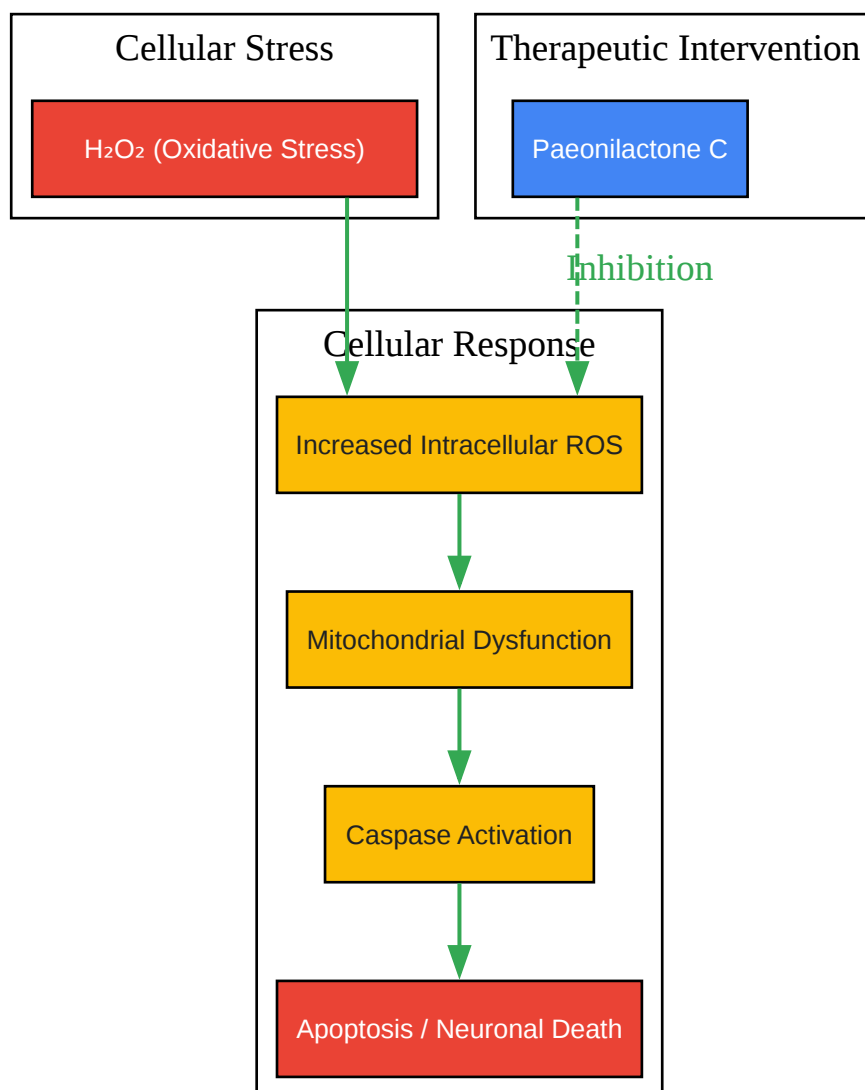 Cellular Stress
Therapeutic Intervention
H₂O₂ (Oxidative Stress)
Paeonilactone C
Inhibition
Cellular Response
Increased Intracellular ROS
Mitochondrial Dysfunction
Caspase Activation
Apoptosis / Neuronal Death